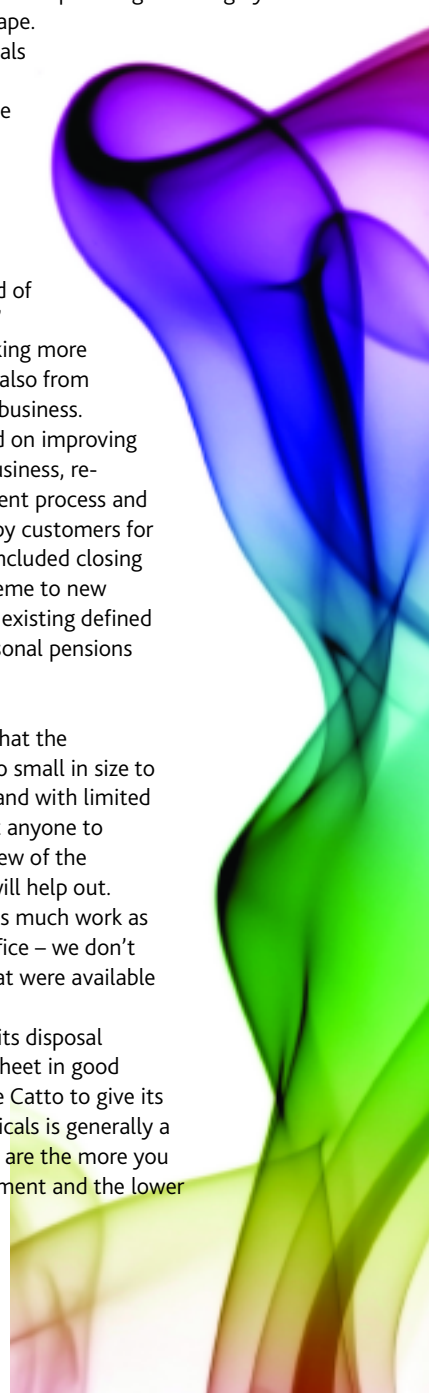 ape.
als
e
d of
king more
also from
business.
d on improving
usiness, re-
ent process and
by customers for
ncluded closing
eme to new
existing defined
sonal pensions
hat the
o small in size to
and with limited
t anyone to
ew of the
will help out.
s much work as
fice – we don't
at were available
its disposal
heet in good
e Catto to give its
icals is generally a
are the more you
ment and the lower